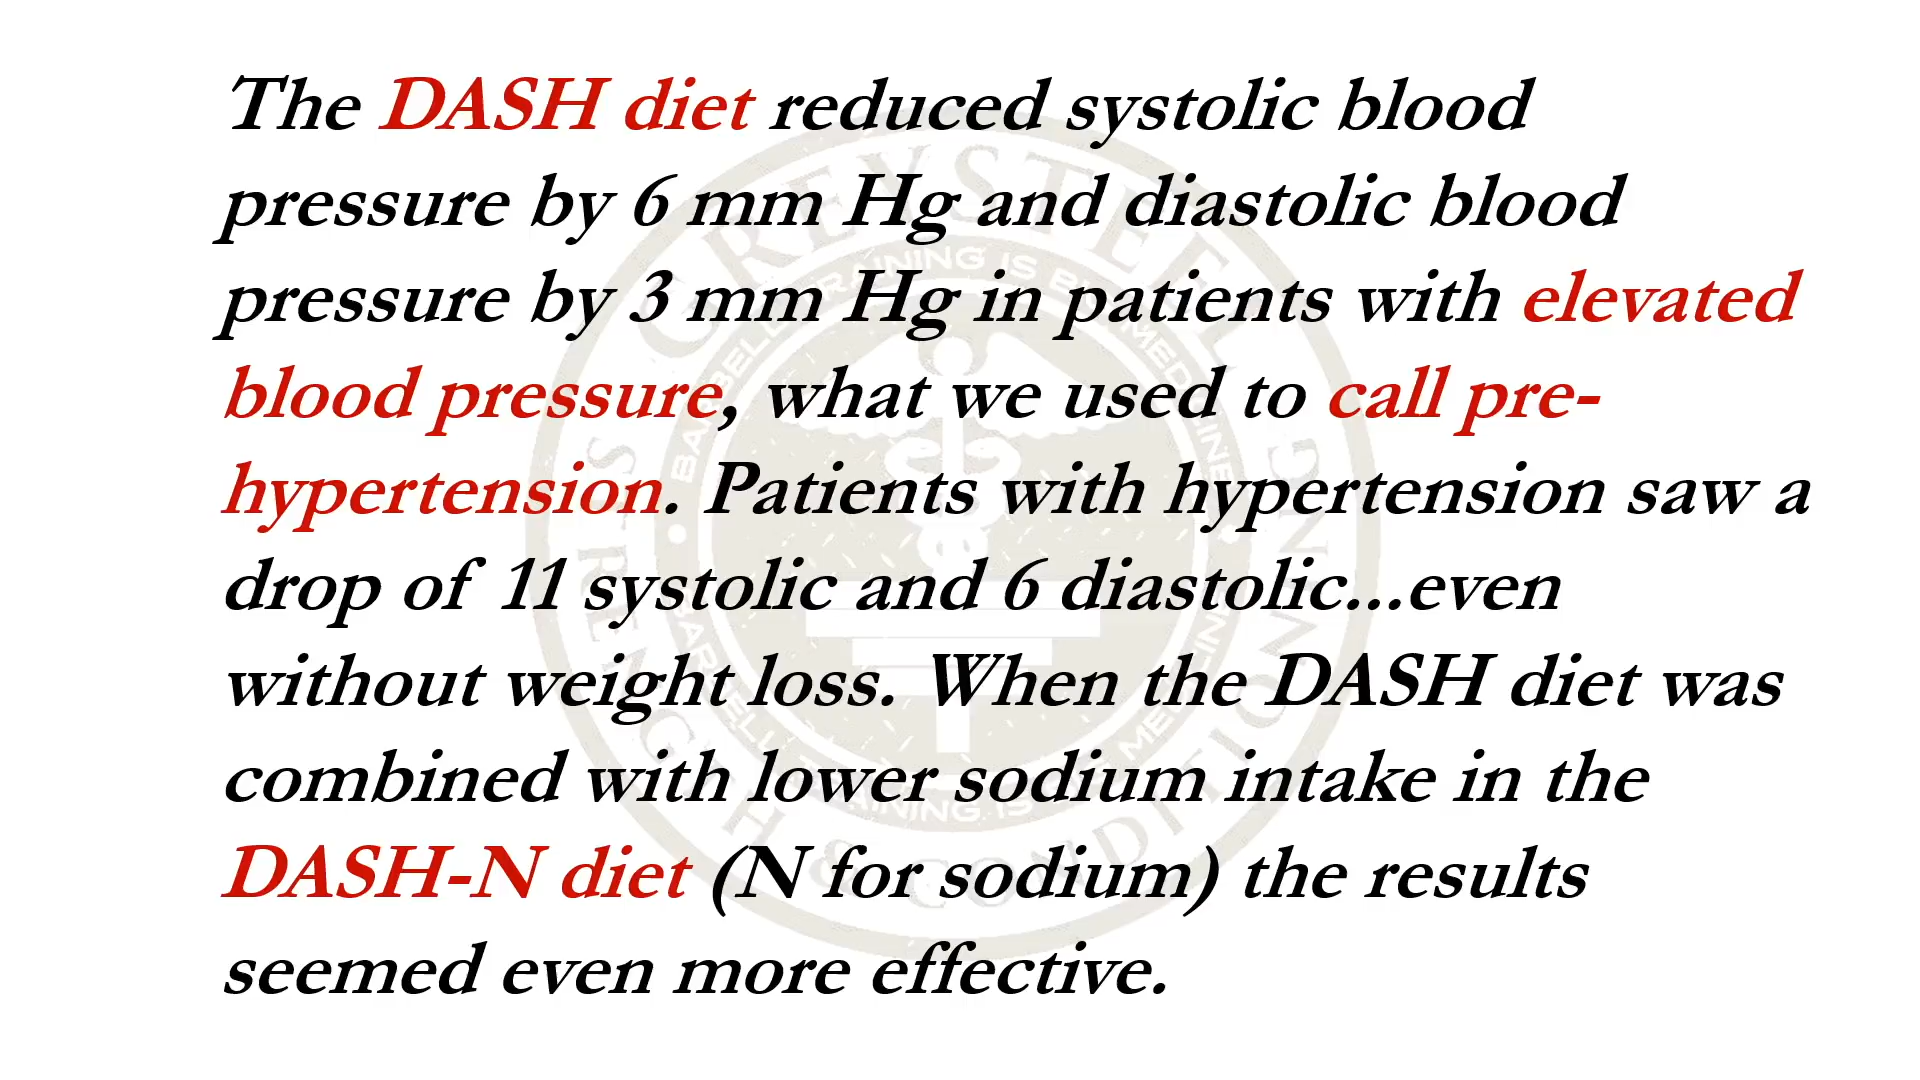 The DASH diet reduced systolic blood
pressure by 6 mm Hg and diastolic blood
pressure by 3 mm Hg in patients with elevated
blood pressure, what we used to call pre-
hypertension. Patients with hypertension saw a
drop of 11 systolic and 6 diastolic...even
without weight loss. When the DASH diet was
combined with lower sodium intake in the
DASH-N diet (N for sodium) the results
seemed even more effective.
GREYSTEEL
STRENGTH & CONDITIONING